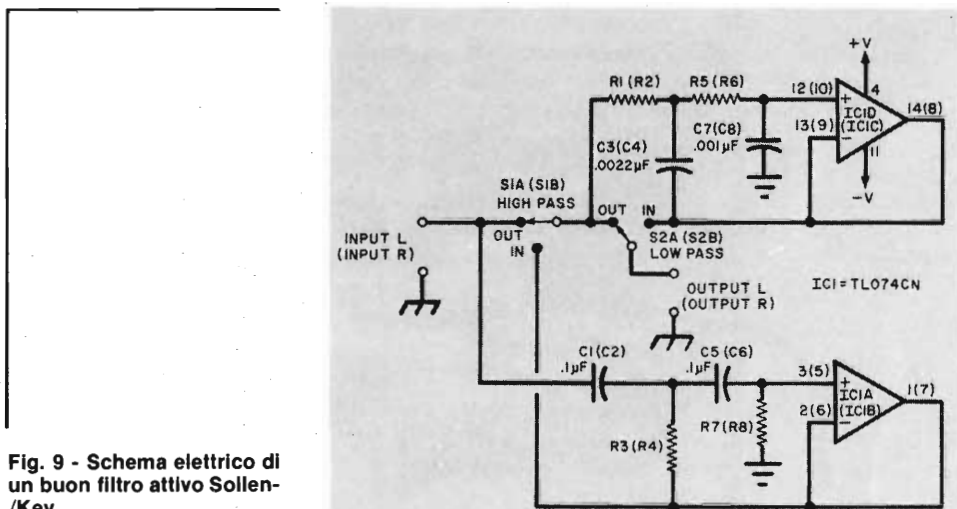 +V
R1 (R2)
R5 (R6)
12 (10)
4
+
IC1D
(IC1C)
14(8)
13(9)
-
11
-V
C7(C8)
.001µF
C3(C4)
.0022µF
S1A (S1B)
HIGH PASS
OUT
IN
OUT
IN
S2A (S2B)
LOW PASS
INPUT L
(INPUT R)
IC1=TL074CN
OUTPUT L
(OUTPUT R)
C1(C2)
.1µF
C5 (C6)
.1µF
3(5)
+
IC1A
(IC1B)
1(7)
2(6)
-
R3(R4)
R7(R8)
Fig. 9 - Schema elettrico di
un buon filtro attivo Sollen-
/Key